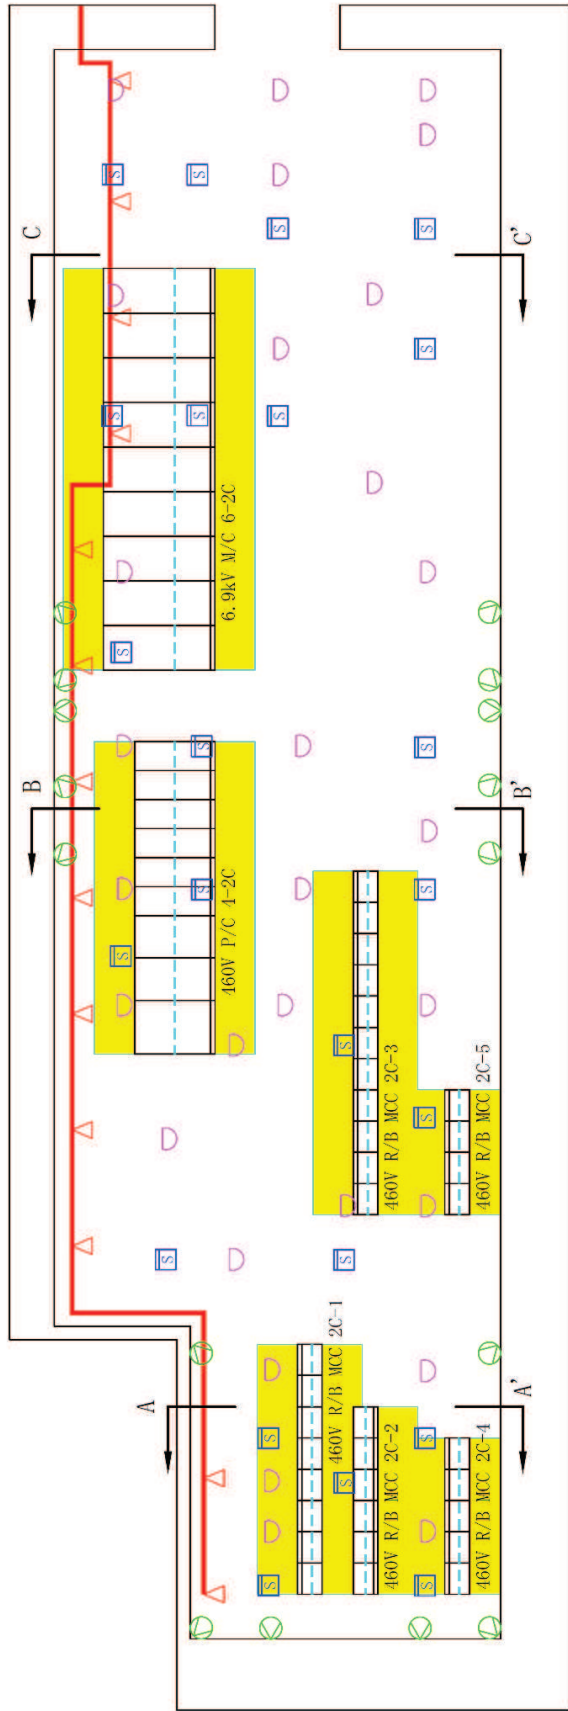 C
C'
S
S
S
S
S
S
S
S
6.9kV M/C 6-2C
S
S
S
B
B'
S
S
460V P/C 4-2C
S
S
460V R/B MCC 2C-3
S
460V R/B MCC 2C-5
S
S
460V R/B MCC 2C-1
A
A'
S
S
S
460V R/B MCC 2C-2
460V R/B MCC 2C-4
S
S